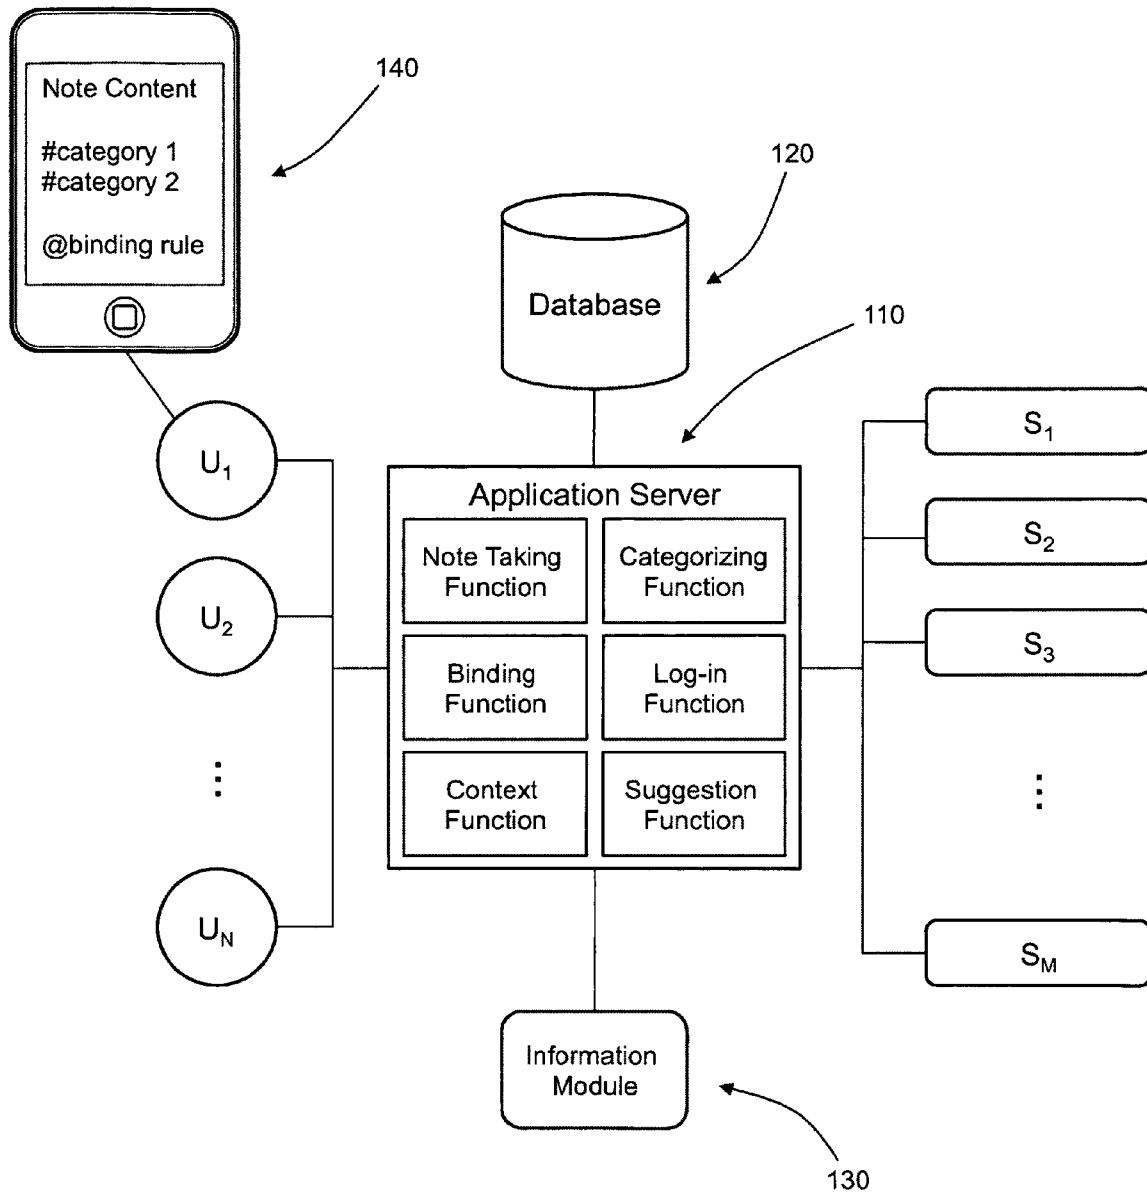 Note Content
#category 1
#category 2
@binding rule
140
120
Database
110
U1
U2
⋮
UN
Application Server
Note Taking
Function
Categorizing
Function
Binding
Function
Log-in
Function
Context
Function
Suggestion
Function
S1
S2
S3
⋮
SM
Information
Module
130